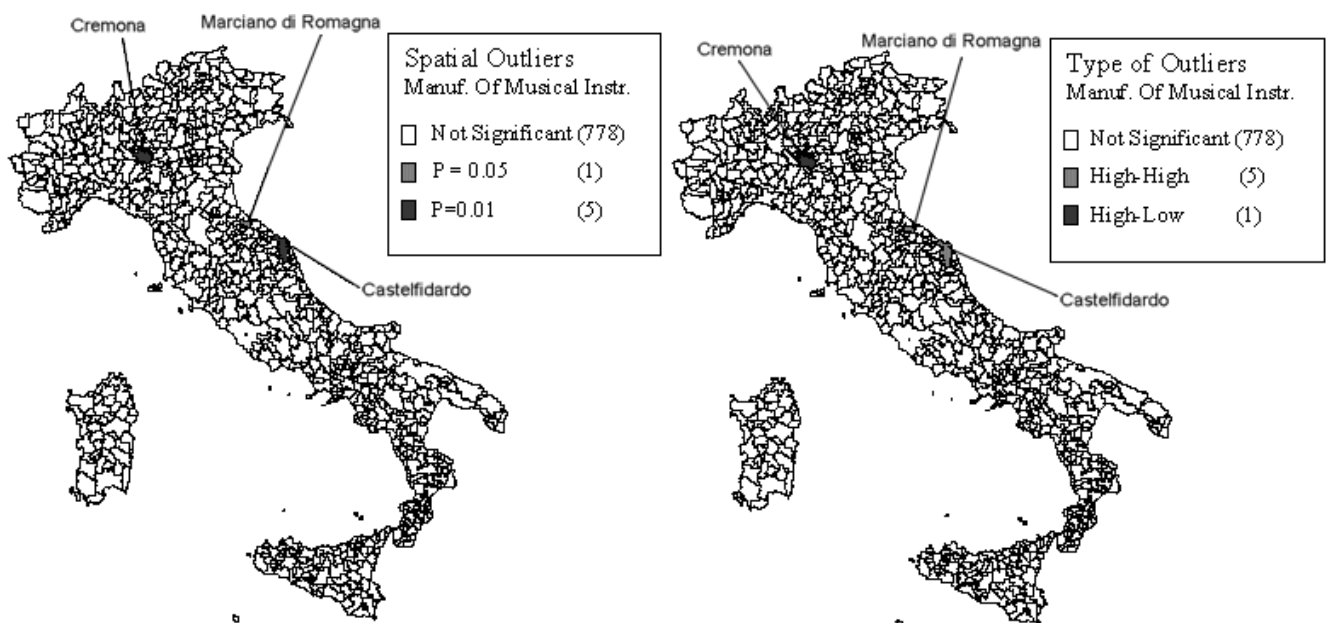 Cremona
Marciano di Romagna
Spatial Outliers
Manuf. Of Musical Instr.
Not Significant (778)
P = 0.05 (1)
P=0.01 (5)
Castelfidardo
Cremona
Marciano di Romagna
Type of Outliers
Manuf. Of Musical Instr.
Not Significant (778)
High-High (5)
High-Low (1)
Castelfidardo